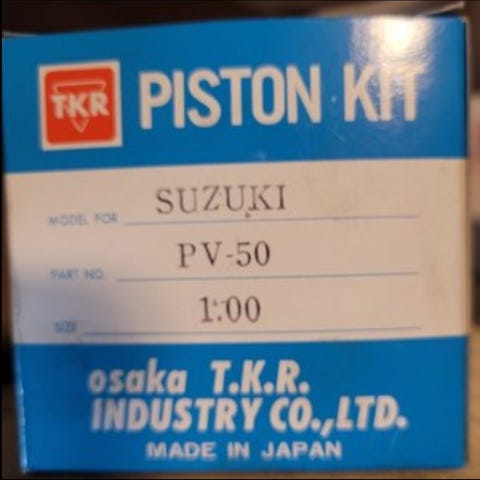 TKR PISTON KIT
MODEL FOR SUZUKI
PART NO. PV-50
SIZE 1.00
osaka T.K.R.
INDUSTRY CO.,LTD.
MADE IN JAPAN